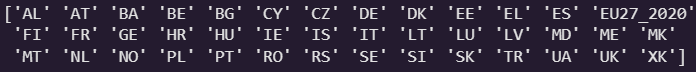 ['AL' 'AT' 'BA' 'BE' 'BG' 'CY' 'CZ' 'DE' 'DK' 'EE' 'EL' 'ES' 'EU27_2020'
'FI' 'FR' 'GE' 'HR' 'HU' 'IE' 'IS' 'IT' 'LT' 'LU' 'LV' 'MD' 'ME' 'MK'
'MT' 'NL' 'NO' 'PL' 'PT' 'RO' 'RS' 'SE' 'SI' 'SK' 'TR' 'UA' 'UK' 'XK']